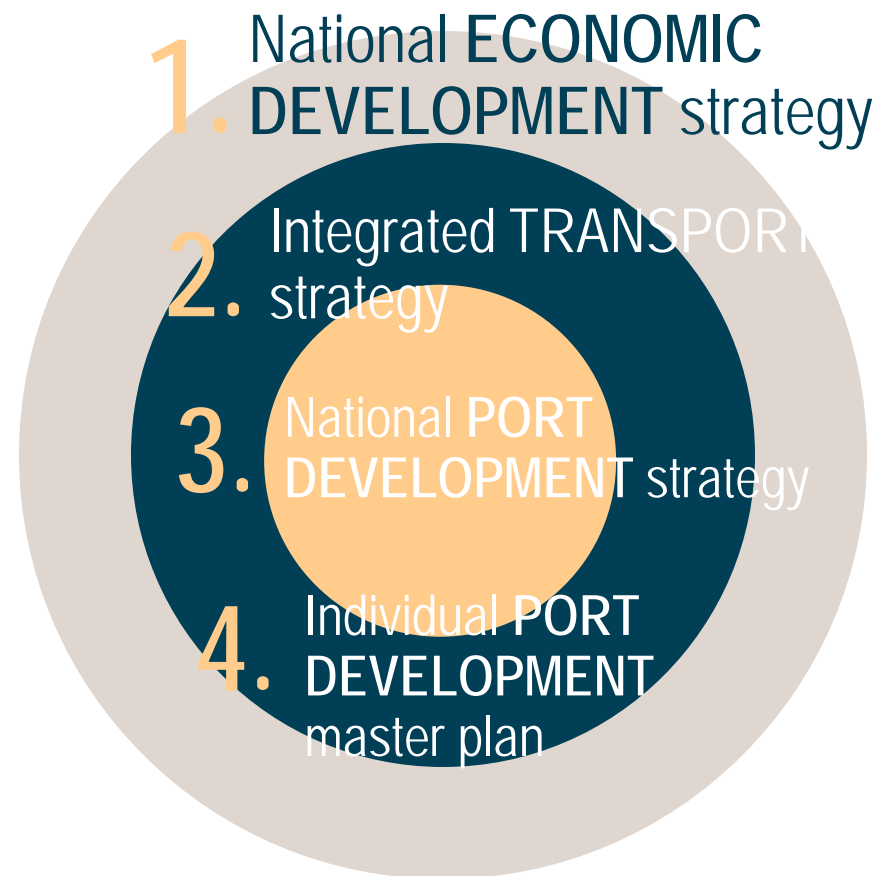 1. National ECONOMIC
DEVELOPMENT strategy
2. Integrated TRANSPORT
strategy
3. National PORT
DEVELOPMENT strategy
4. Individual PORT
DEVELOPMENT
master plan